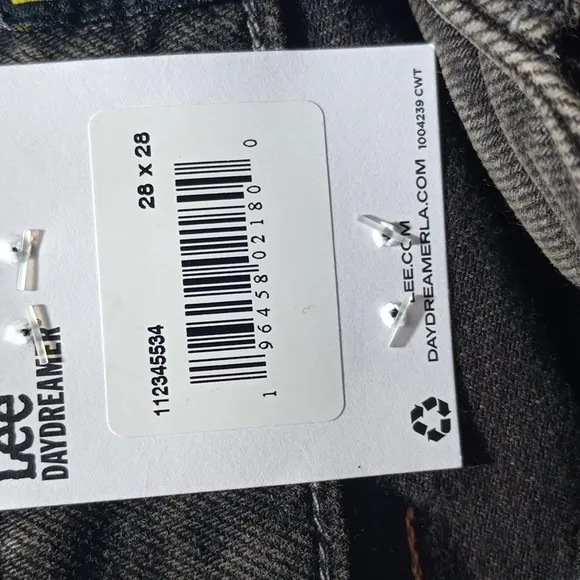 Lee
DAYDREAMER
112345534
28 x 28
1 96458 02180 0
LEE.COM
DAYDREAMERLA.COM
1004239 CWT